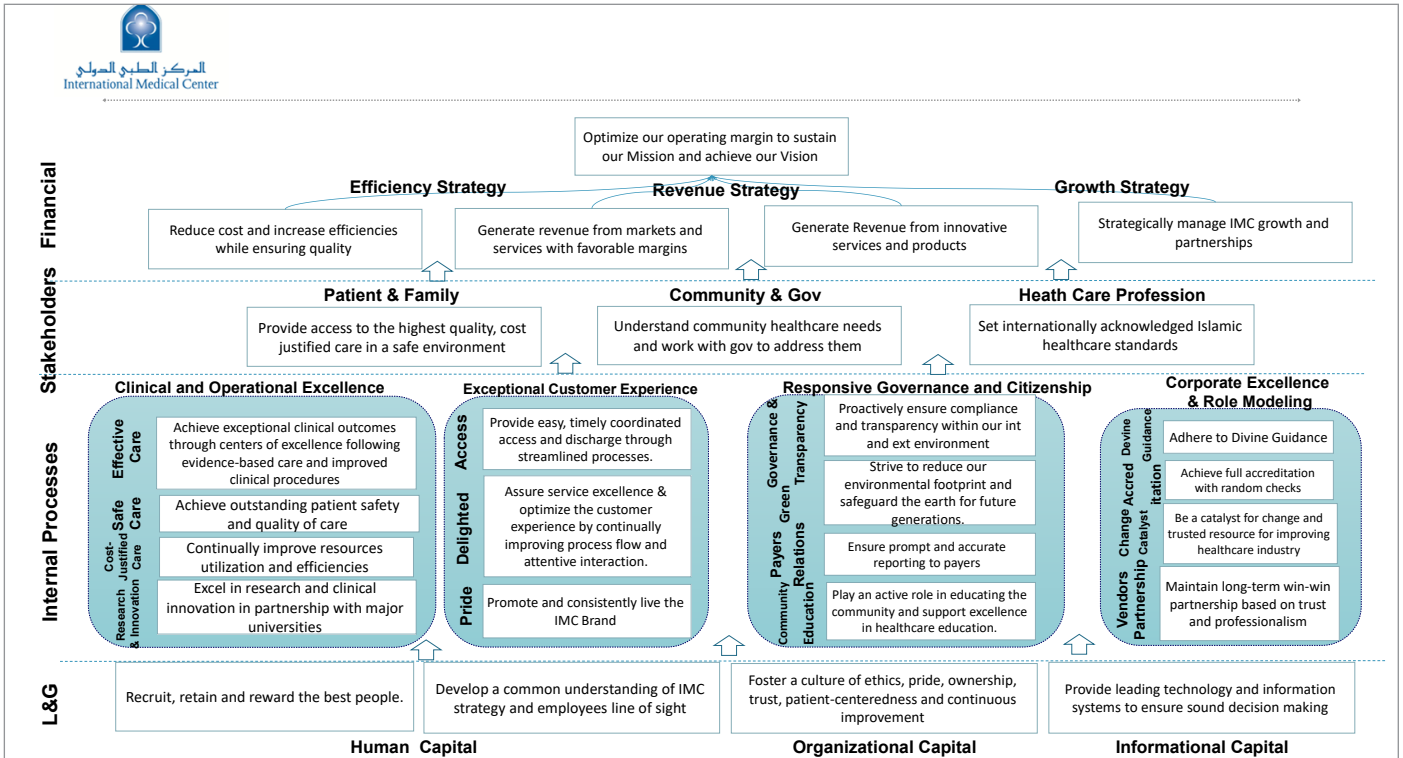 المركز الطبي الدولي
International Medical Center
Financial
Optimize our operating margin to sustain
our Mission and achieve our Vision
Efficiency Strategy
Revenue Strategy
Growth Strategy
Reduce cost and increase efficiencies
while ensuring quality
Generate revenue from markets and
services with favorable margins
Generate Revenue from innovative
services and products
Strategically manage IMC growth and
partnerships
Stakeholders
Patient & Family
Community & Gov
Heath Care Profession
Provide access to the highest quality, cost
justified care in a safe environment
Understand community healthcare needs
and work with gov to address them
Set internationally acknowledged Islamic
healthcare standards
Internal Processes
Clinical and Operational Excellence
Effective
Care
Achieve exceptional clinical outcomes
through centers of excellence following
evidence-based care and improved
clinical procedures
Safe
Care
Achieve outstanding patient safety
and quality of care
Cost-
Justified
Care
Continually improve resources
utilization and efficiencies
Research
& Innovation
Excel in research and clinical
innovation in partnership with major
universities
Exceptional Customer Experience
Access
Provide easy, timely coordinated
access and discharge through
streamlined processes.
Delighted
Assure service excellence &
optimize the customer
experience by continually
improving process flow and
attentive interaction.
Pride
Promote and consistently live the
IMC Brand
Responsive Governance and Citizenship
Governance &
Transparency
Proactively ensure compliance
and transparency within our int
and ext environment
Green
Strive to reduce our
environmental footprint and
safeguard the earth for future
generations.
Payers
Relations
Ensure prompt and accurate
reporting to payers
Community
Education
Play an active role in educating the
community and support excellence
in healthcare education.
Corporate Excellence
& Role Modeling
Devine
Guidance
Adhere to Divine Guidance
Accred
itation
Achieve full accreditation
with random checks
Change
Catalyst
Be a catalyst for change and
trusted resource for improving
healthcare industry
Vendors
Partnership
Maintain long-term win-win
partnership based on trust
and professionalism
L&G
Recruit, retain and reward the best people.
Develop a common understanding of IMC
strategy and employees line of sight
Foster a culture of ethics, pride, ownership,
trust, patient-centeredness and continuous
improvement
Provide leading technology and information
systems to ensure sound decision making
Human Capital
Organizational Capital
Informational Capital